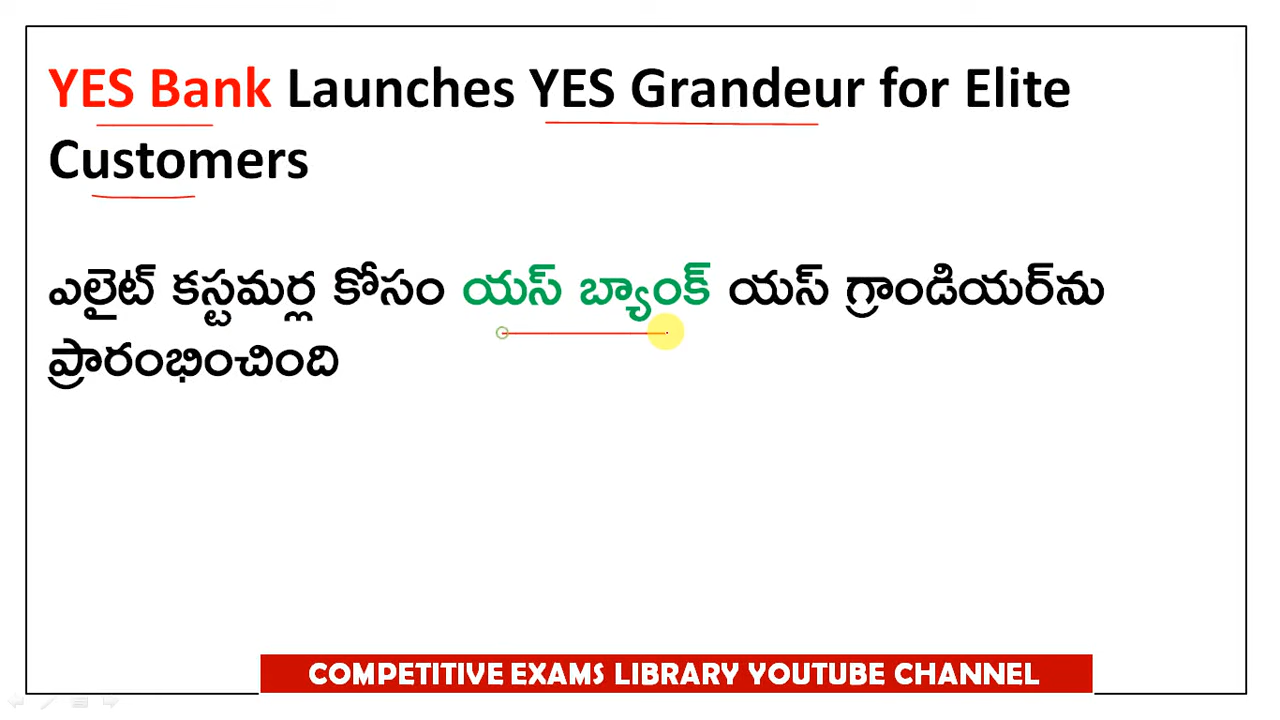 YES Bank Launches YES Grandeur for Elite
Customers
ఎలైట్ కస్టమర్ల కోసం యస్ బ్యాంక్ యస్ గ్రాండియర్‌ను
ప్రారంభించింది
COMPETITIVE EXAMS LIBRARY YOUTUBE CHANNEL